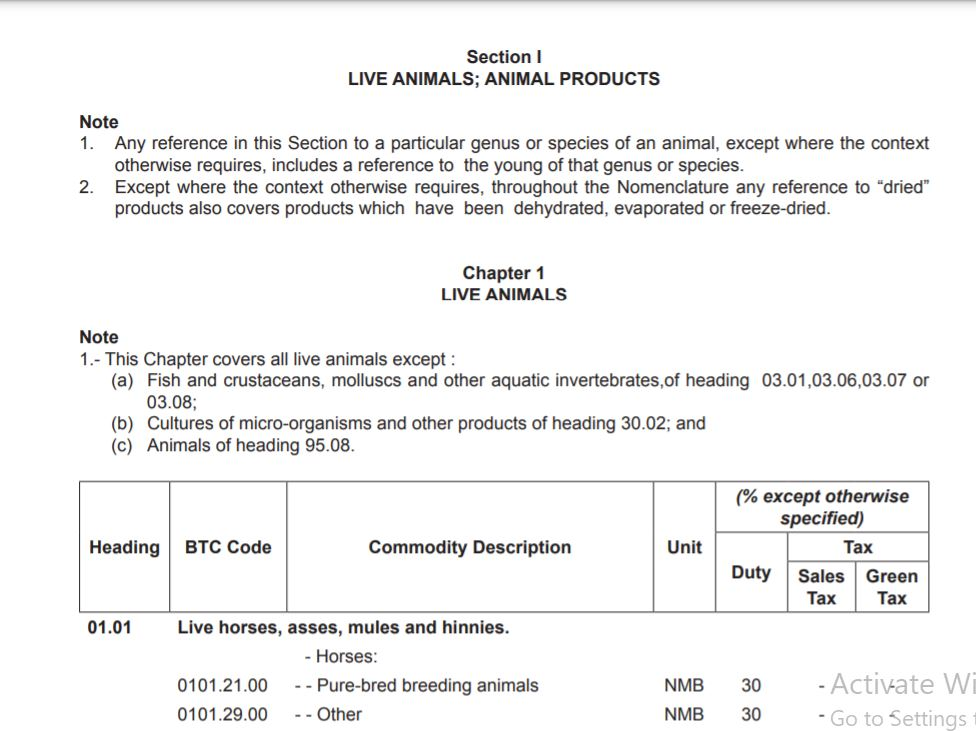 Section I
LIVE ANIMALS; ANIMAL PRODUCTS
Note
1. Any reference in this Section to a particular genus or species of an animal, except where the context
otherwise requires, includes a reference to the young of that genus or species.
2. Except where the context otherwise requires, throughout the Nomenclature any reference to “dried”
products also covers products which have been dehydrated, evaporated or freeze-dried.
Chapter 1
LIVE ANIMALS
Note
1.- This Chapter covers all live animals except :
(a) Fish and crustaceans, molluscs and other aquatic invertebrates,of heading 03.01,03.06,03.07 or
03.08;
(b) Cultures of micro-organisms and other products of heading 30.02; and
(c) Animals of heading 95.08.
(% except otherwise
specified)
Heading BTC Code Commodity Description Unit Tax
Duty Sales Green
Tax Tax
01.01 Live horses, asses, mules and hinnies.
- Horses:
0101.21.00 - - Pure-bred breeding animals NMB 30 - -
0101.29.00 - - Other NMB 30 - -
Activate Wi
Go to Settings